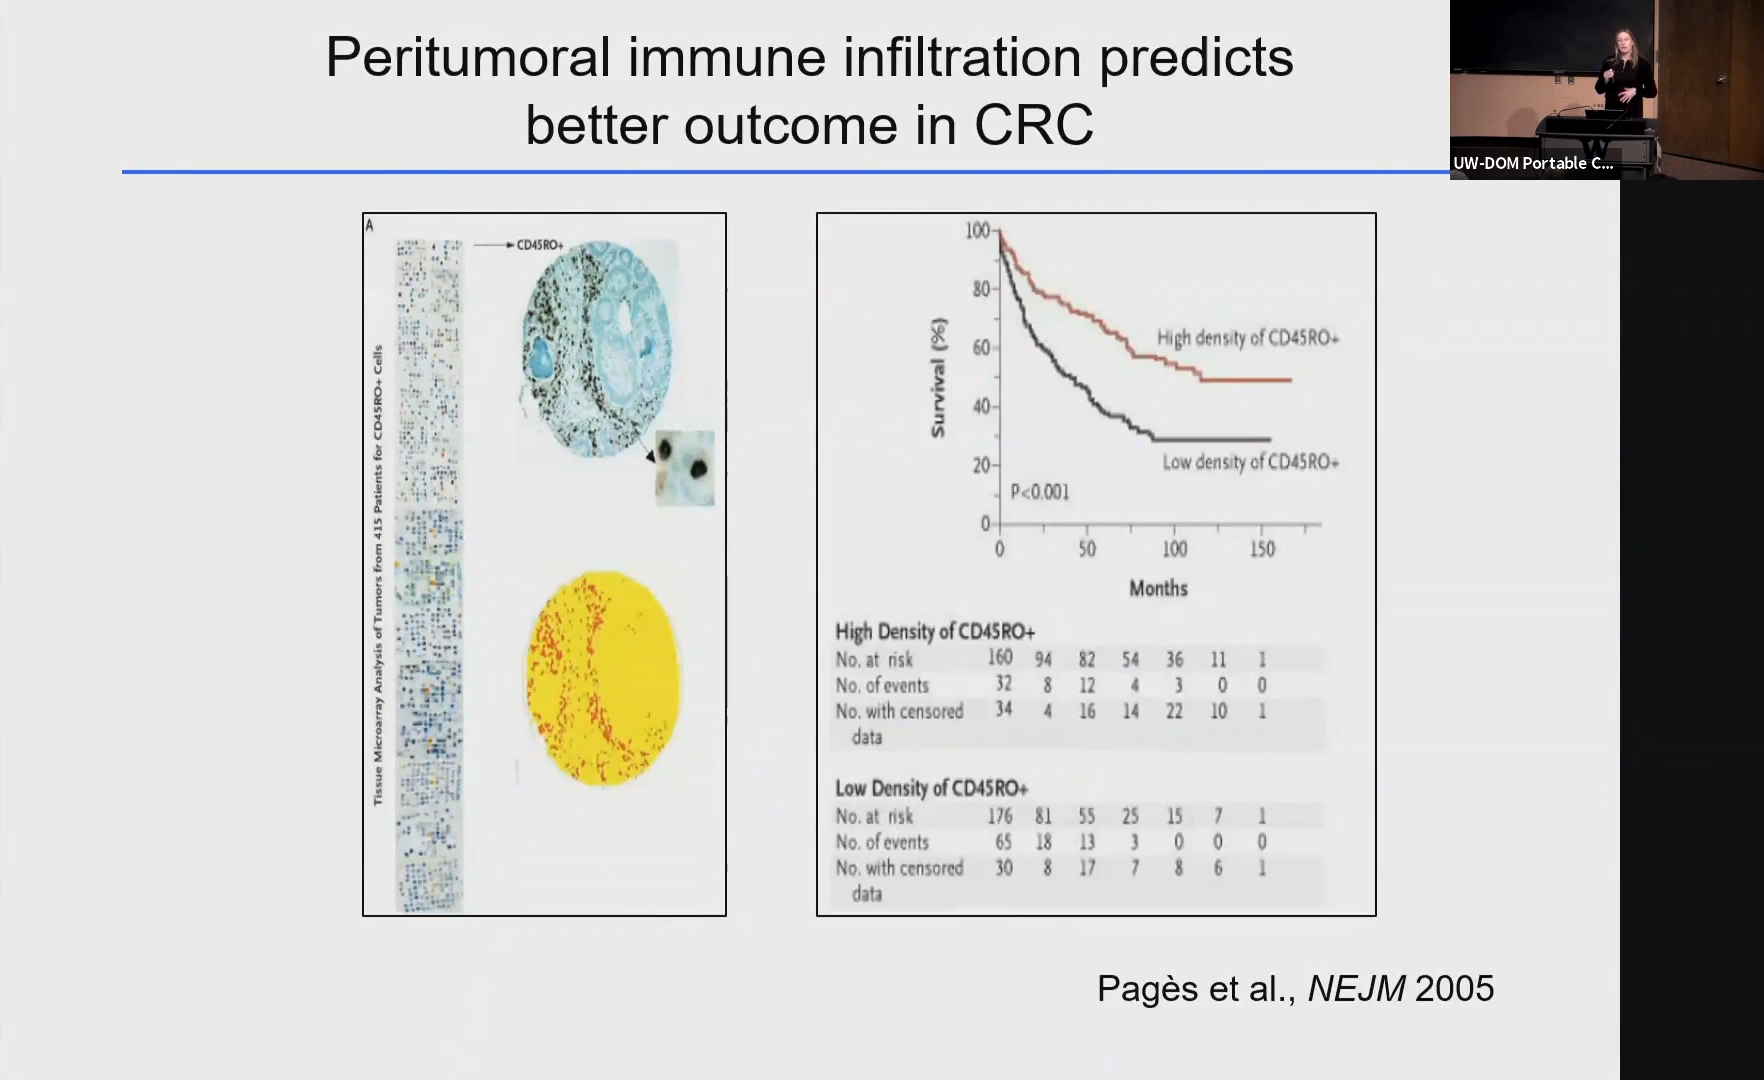 Peritumoral immune infiltration predicts
better outcome in CRC
UW-DOM Portable C...
A
CD45RO+
Tissue Microarray Analysis of Tumors from 415 Patients for CD45RO+ Cells
100
80
60
40
20
0
Survival (%)
High density of CD45RO+
Low density of CD45RO+
P<0.001
0 50 100 150
Months
High Density of CD45RO+
No. at risk 160 94 82 54 36 11 1
No. of events 32 8 12 4 3 0 0
No. with censored 34 4 16 14 22 10 1
data
Low Density of CD45RO+
No. at risk 176 81 55 25 15 7 1
No. of events 65 18 13 3 0 0 0
No. with censored 30 8 17 7 8 6 1
data
Pagès et al., NEJM 2005